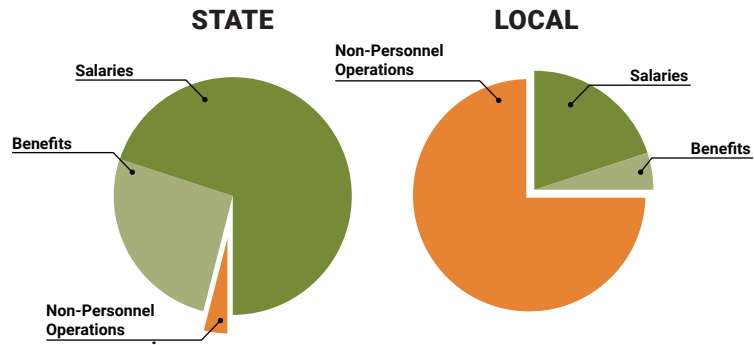 STATE
Salaries
Benefits
Non-Personnel
Operations
LOCAL
Non-Personnel
Operations
Salaries
Benefits